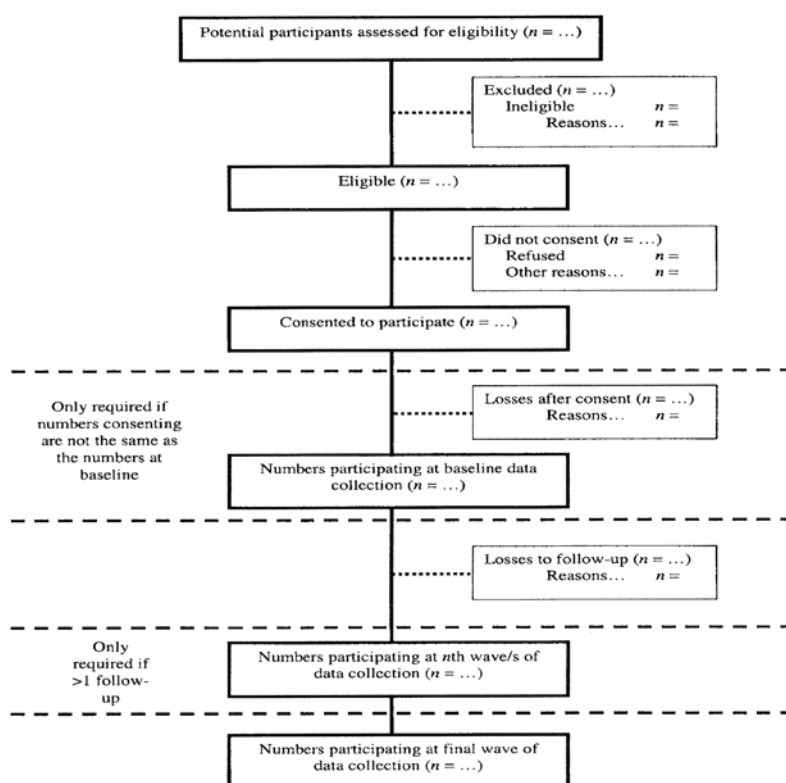 Potential participants assessed for eligibility (n = ...)
Excluded (n = ...)
Ineligible n =
Reasons... n =
Eligible (n = ...)
Did not consent (n = ...)
Refused n =
Other reasons... n =
Consented to participate (n = ...)
Only required if
numbers consenting
are not the same as
the numbers at
baseline
Losses after consent (n = ...)
Reasons... n =
Numbers participating at baseline data
collection (n = ...)
Losses to follow-up (n = ...)
Reasons... n =
Only
required if
>1 follow-
up
Numbers participating at nth wave/s of
data collection (n = ...)
Numbers participating at final wave of
data collection (n = ...)